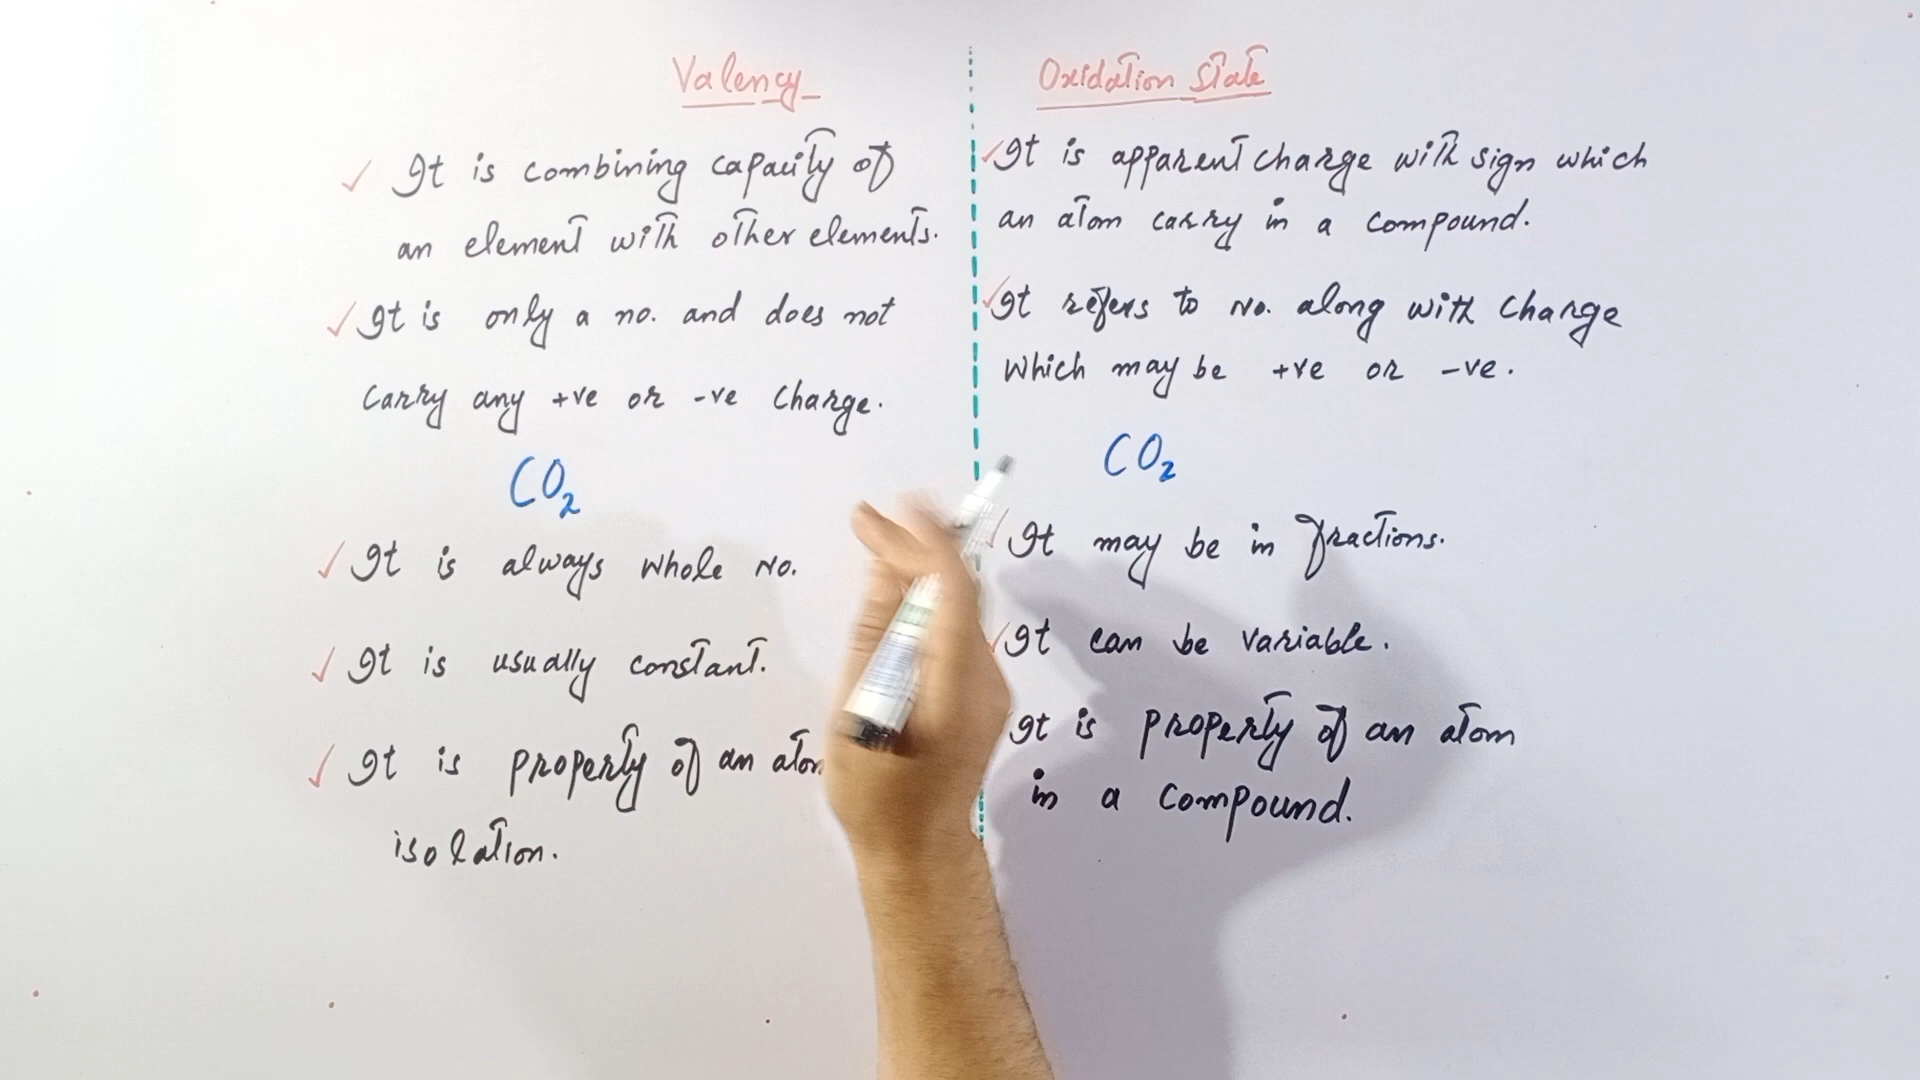 Valency
It is combining capacity of
an element with other elements.
It is only a no. and does not
carry any +ve or -ve charge.
CO2
It is always whole No.
It is usually constant.
It is property of an atom
isolation.
Oxidation State
It is apparent charge with sign which
an atom carry in a compound.
It refers to No. along with charge
which may be +ve or -ve.
CO2
It may be in fractions.
It can be variable.
It is property of an atom
in a compound.